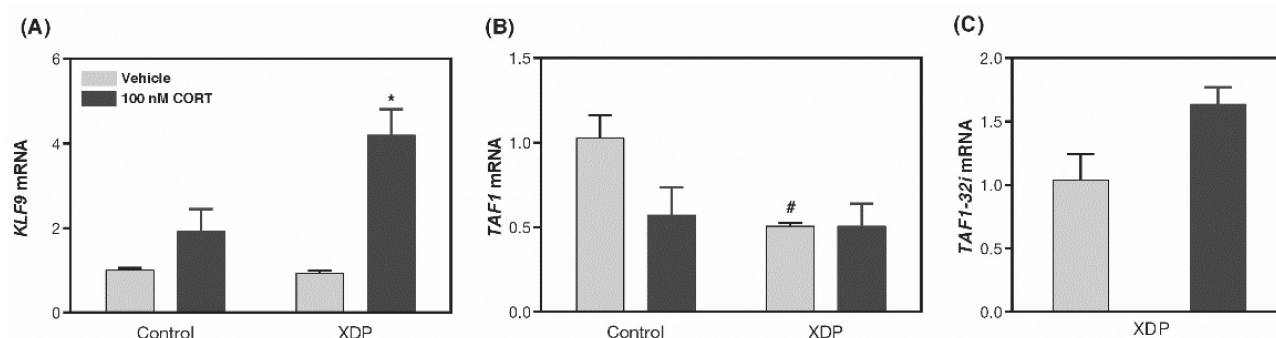 (A)
KLF9 mRNA
6
4
2
0
Vehicle
100 nM CORT
*
Control
XDP
(B)
TAF1 mRNA
1.5
1.0
0.5
0.0
#
Control
XDP
(C)
TAF1-32i mRNA
2.0
1.5
1.0
0.5
0.0
XDP